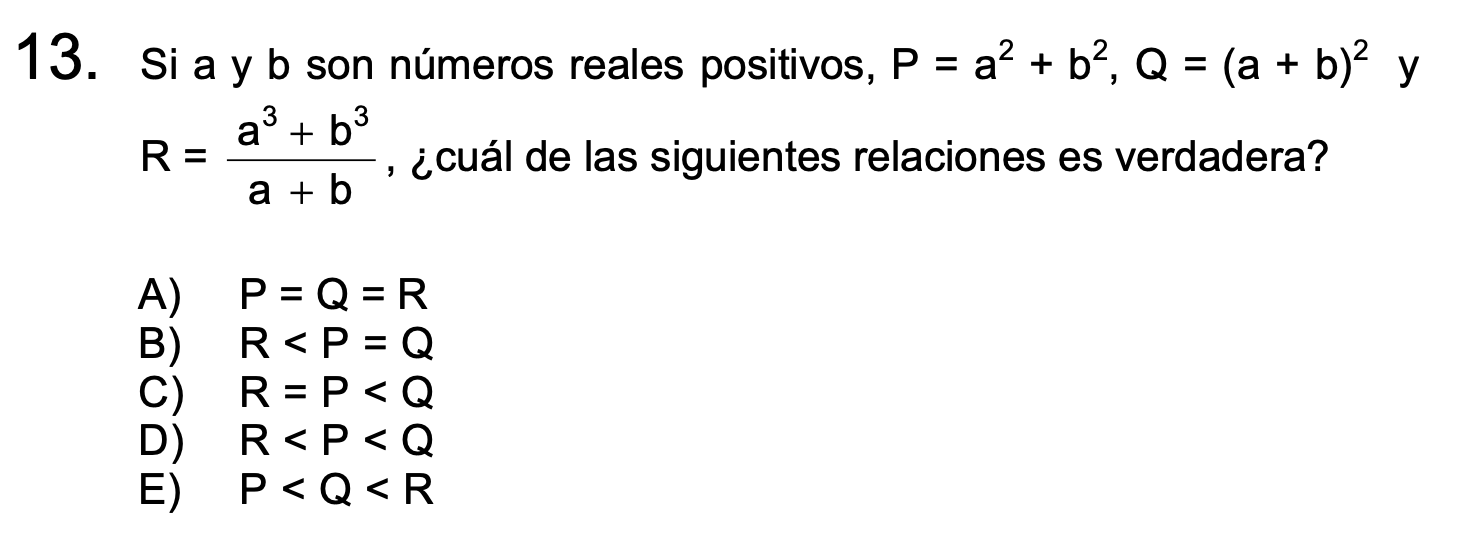 13. Si a y b son números reales positivos, P = a² + b², Q = (a + b)² y
R = (a³ + b³)/(a + b), ¿cuál de las siguientes relaciones es verdadera?
A) P = Q = R
B) R < P = Q
C) R = P < Q
D) R < P < Q
E) P < Q < R